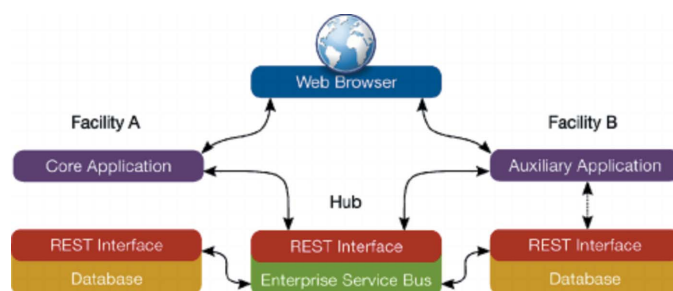 Web Browser
Facility A
Facility B
Core Application
Auxiliary Application
Hub
REST Interface
REST Interface
REST Interface
Database
Enterprise Service Bus
Database